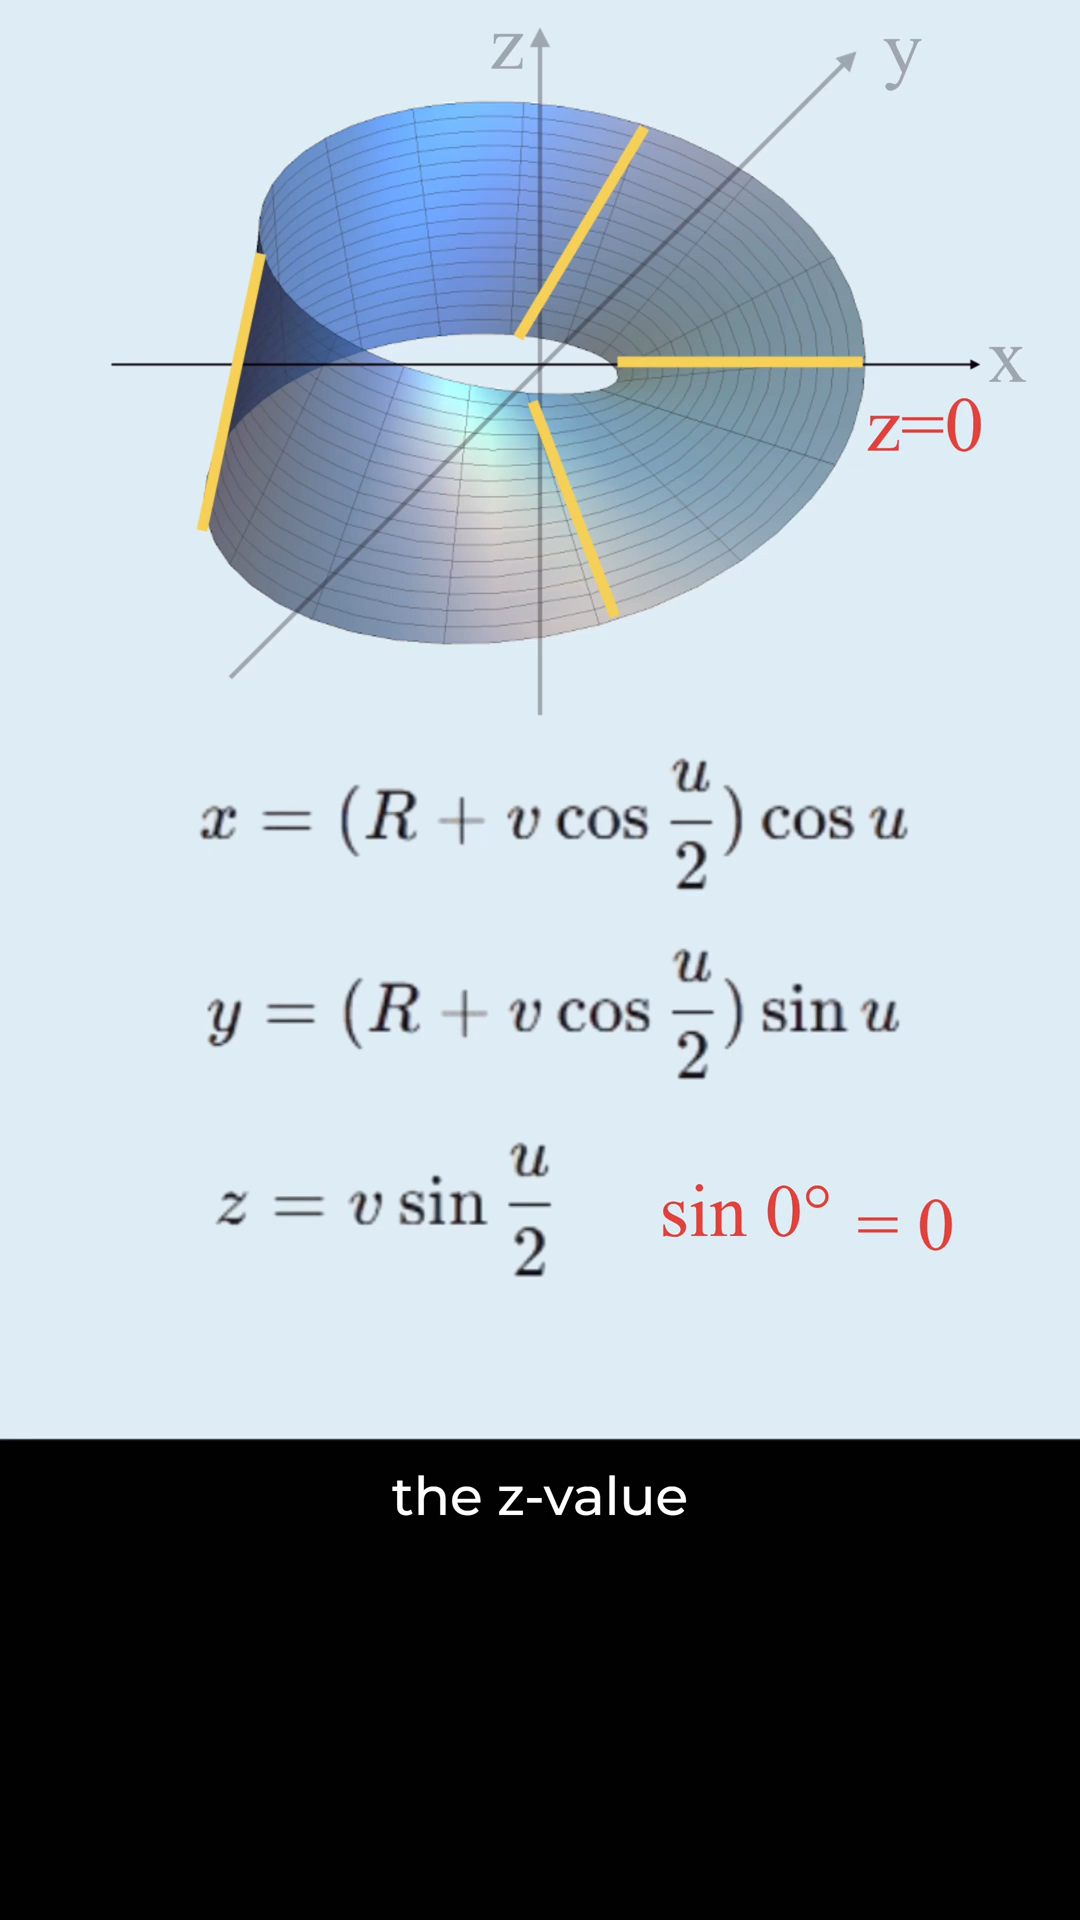 z
y
x
z=0
x = (R + v cos u/2) cos u
y = (R + v cos u/2) sin u
z = v sin u/2
sin 0° = 0
the z-value